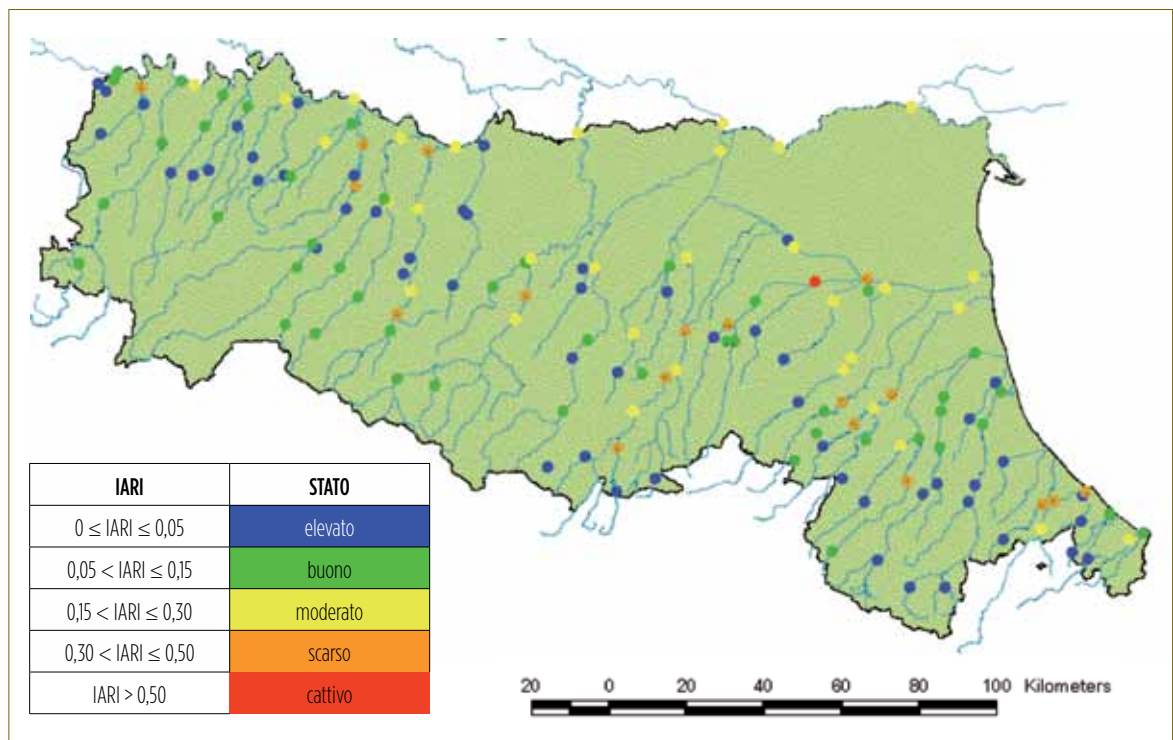 IARI STATO
0 ≤ IARI ≤ 0,05 elevato
0,05 < IARI ≤ 0,15 buono
0,15 < IARI ≤ 0,30 moderato
0,30 < IARI ≤ 0,50 scarso
IARI > 0,50 cattivo
20 0 20 40 60 80 100 Kilometers